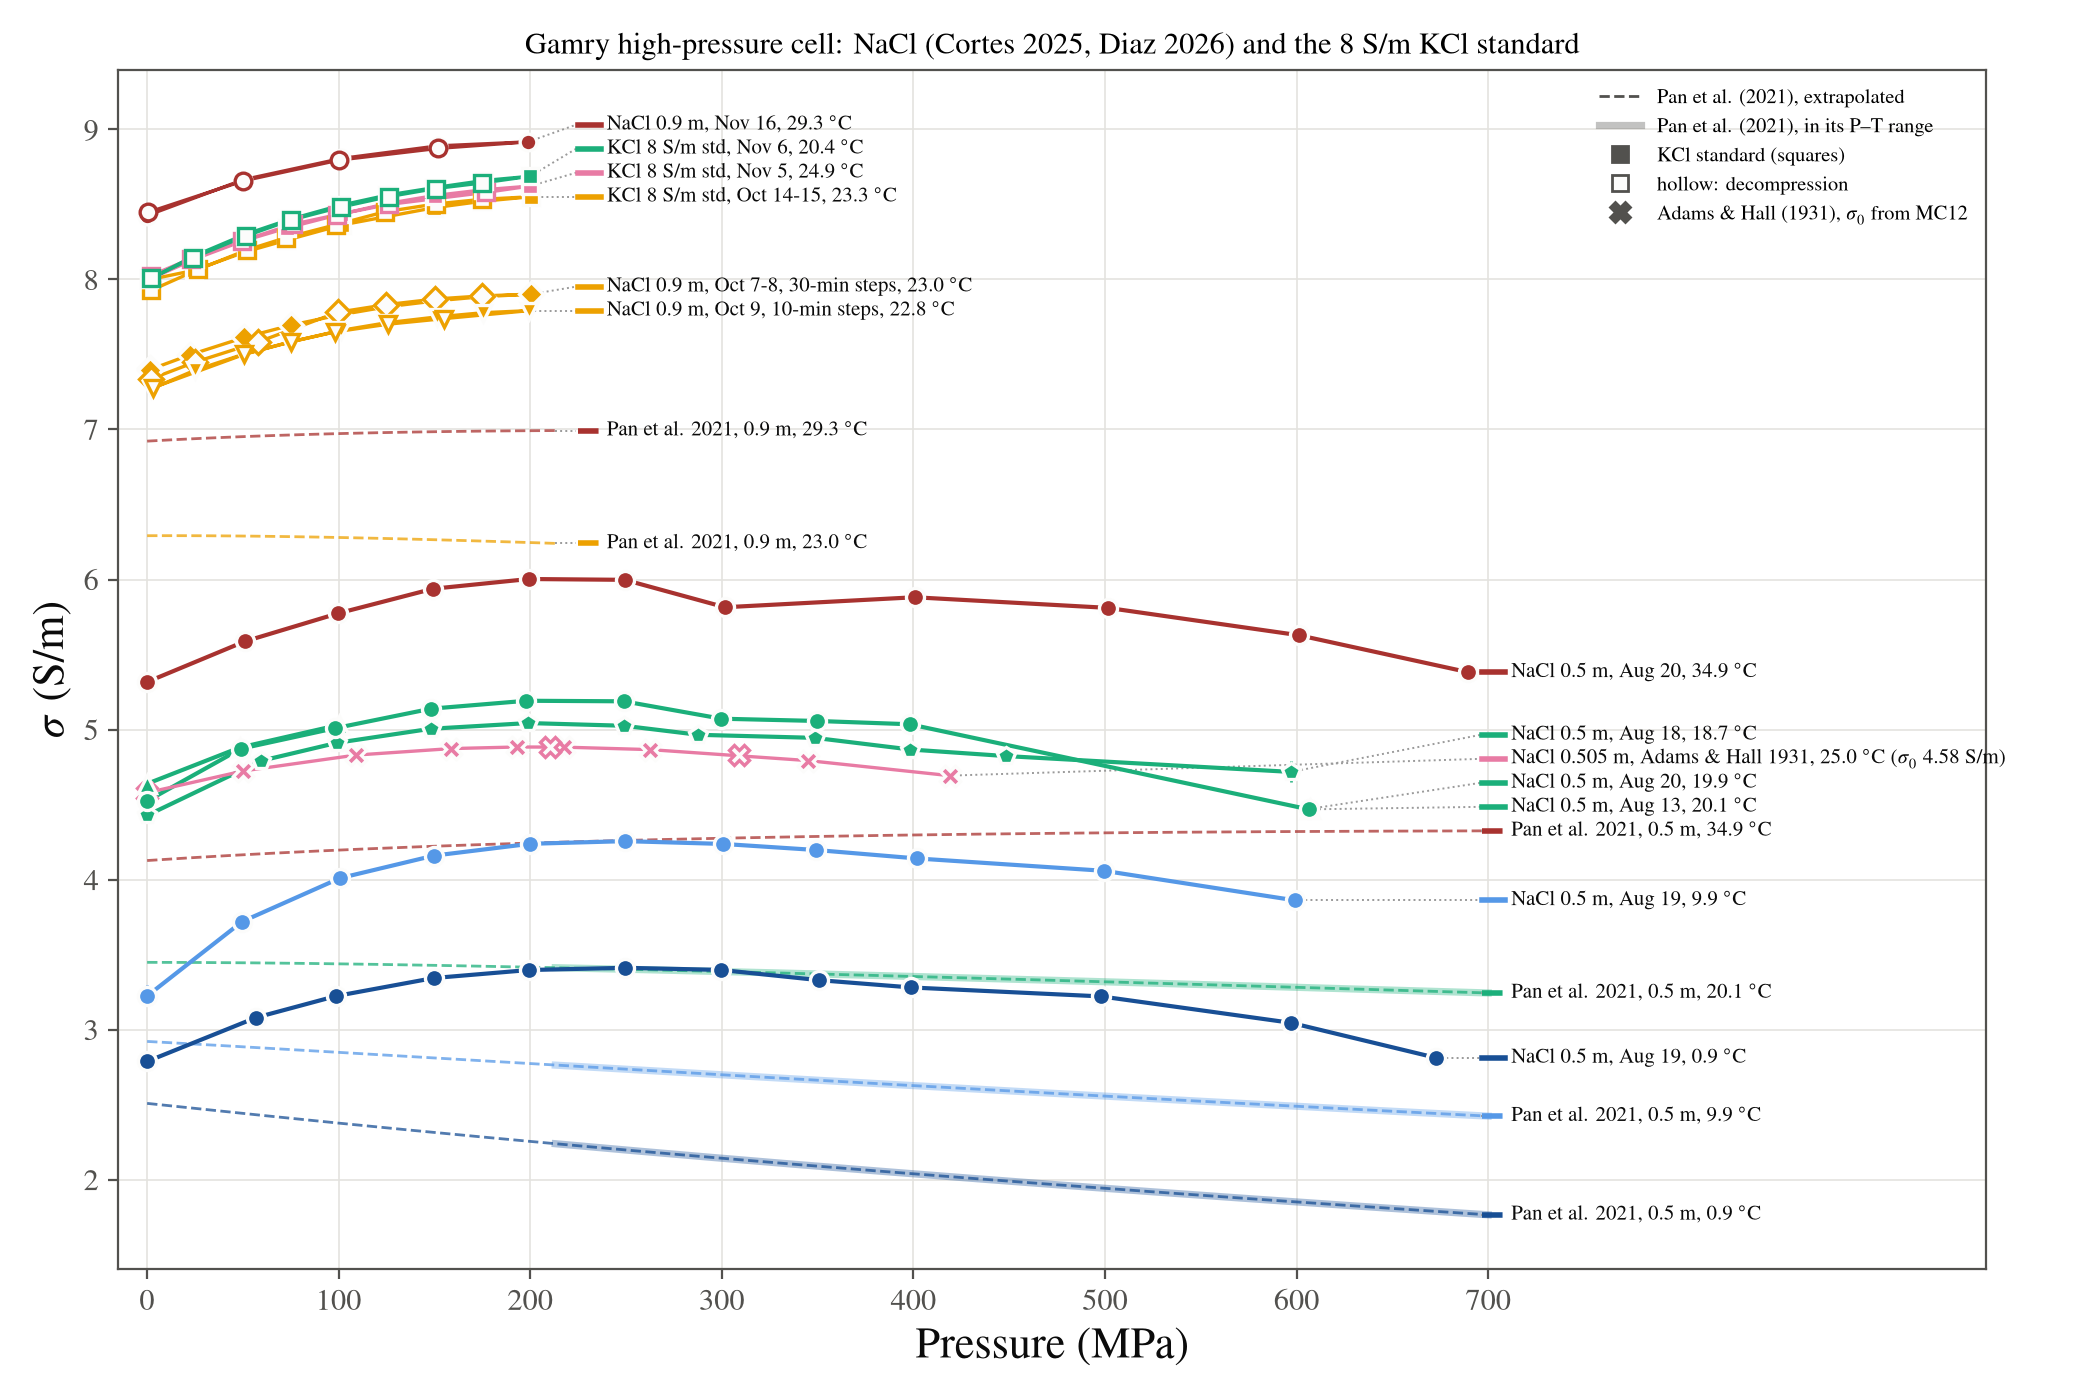 Gamry high-pressure cell: NaCl (Cortes 2025, Diaz 2026) and the 8 S/m KCl standard
Pan et al. (2021), extrapolated
Pan et al. (2021), in its P–T range
KCl standard (squares)
hollow: decompression
Adams & Hall (1931), σ0 from MC12
NaCl 0.9 m, Nov 16, 29.3 °C
KCl 8 S/m std, Nov 6, 20.4 °C
KCl 8 S/m std, Nov 5, 24.9 °C
KCl 8 S/m std, Oct 14-15, 23.3 °C
NaCl 0.9 m, Oct 7-8, 30-min steps, 23.0 °C
NaCl 0.9 m, Oct 9, 10-min steps, 22.8 °C
Pan et al. 2021, 0.9 m, 29.3 °C
Pan et al. 2021, 0.9 m, 23.0 °C
NaCl 0.5 m, Aug 20, 34.9 °C
NaCl 0.5 m, Aug 18, 18.7 °C
NaCl 0.505 m, Adams & Hall 1931, 25.0 °C (σ0 4.58 S/m)
NaCl 0.5 m, Aug 20, 19.9 °C
NaCl 0.5 m, Aug 13, 20.1 °C
Pan et al. 2021, 0.5 m, 34.9 °C
NaCl 0.5 m, Aug 19, 9.9 °C
Pan et al. 2021, 0.5 m, 20.1 °C
NaCl 0.5 m, Aug 19, 0.9 °C
Pan et al. 2021, 0.5 m, 9.9 °C
Pan et al. 2021, 0.5 m, 0.9 °C
9
8
7
6
5
4
3
2
σ (S/m)
0 100 200 300 400 500 600 700
Pressure (MPa)